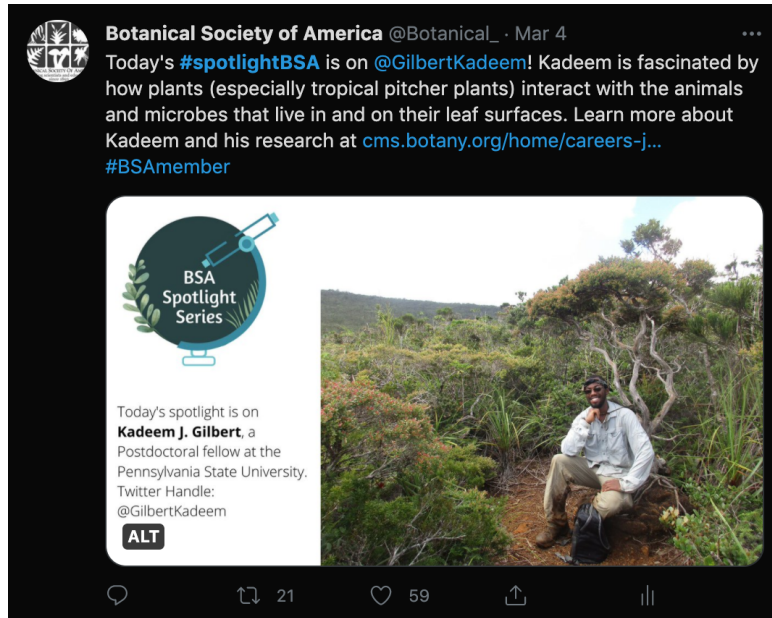 Botanical Society of America @Botanical_ · Mar 4
Today's #spotlightBSA is on @GilbertKadeem! Kadeem is fascinated by
how plants (especially tropical pitcher plants) interact with the animals
and microbes that live in and on their leaf surfaces. Learn more about
Kadeem and his research at cms.botany.org/home/careers-j...
#BSAmember
BSA
Spotlight
Series
Today's spotlight is on
Kadeem J. Gilbert, a
Postdoctoral fellow at the
Pennsylvania State University.
Twitter Handle:
@GilbertKadeem
ALT
21 59